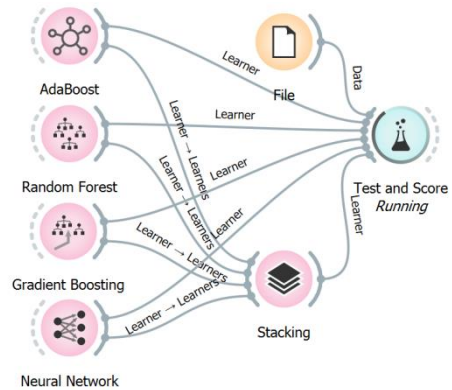 AdaBoost
Learner
File
Data
Learner
Random Forest
Learner → Learners
Learner → Learners
Learner
Test and Score
Running
Learner
Learner
Gradient Boosting
Learner → Learners
Learner → Learners
Stacking
Neural Network